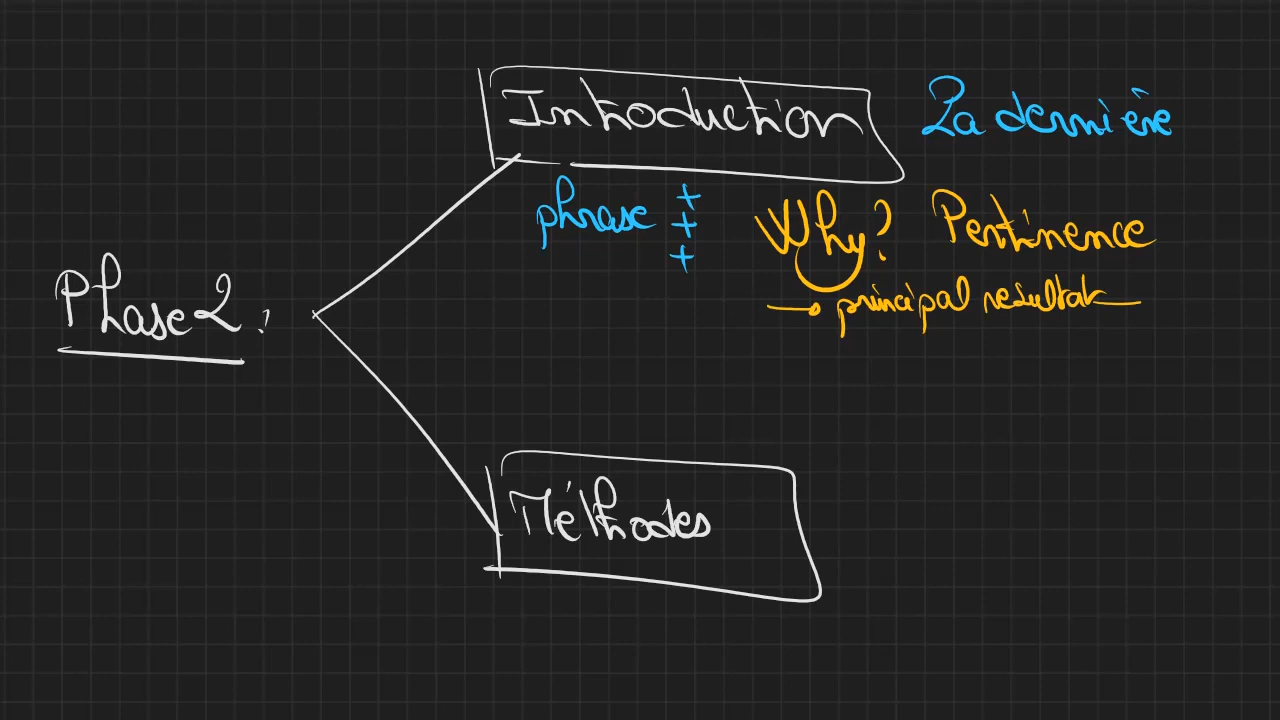 Introduction La dernière
phrase +++ Why? Pertinence
principal resultat
Phase 2 :
Méthodes